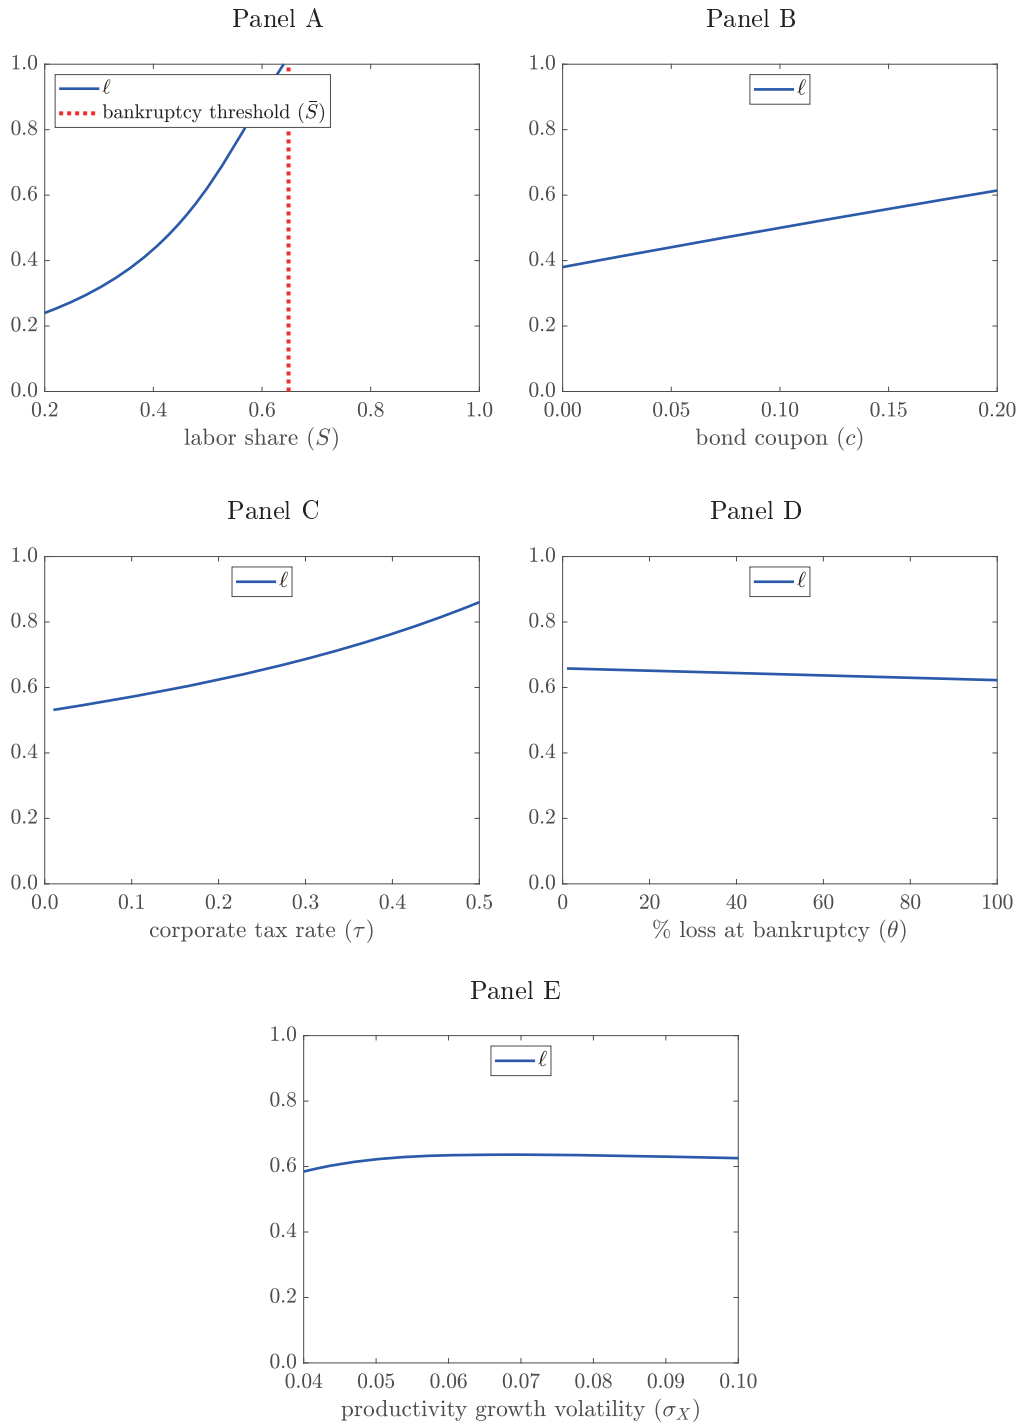 Panel A
1.0
0.8
0.6
0.4
0.2
0.0
ℓ
bankruptcy threshold (S̄)
0.2 0.4 0.6 0.8 1.0
labor share (S)
Panel B
1.0
0.8
0.6
0.4
0.2
0.0
ℓ
0.00 0.05 0.10 0.15 0.20
bond coupon (c)
Panel C
1.0
0.8
0.6
0.4
0.2
0.0
ℓ
0.0 0.1 0.2 0.3 0.4 0.5
corporate tax rate (τ)
Panel D
1.0
0.8
0.6
0.4
0.2
0.0
ℓ
0 20 40 60 80 100
% loss at bankruptcy (θ)
Panel E
1.0
0.8
0.6
0.4
0.2
0.0
ℓ
0.04 0.05 0.06 0.07 0.08 0.09 0.10
productivity growth volatility (σ_X)